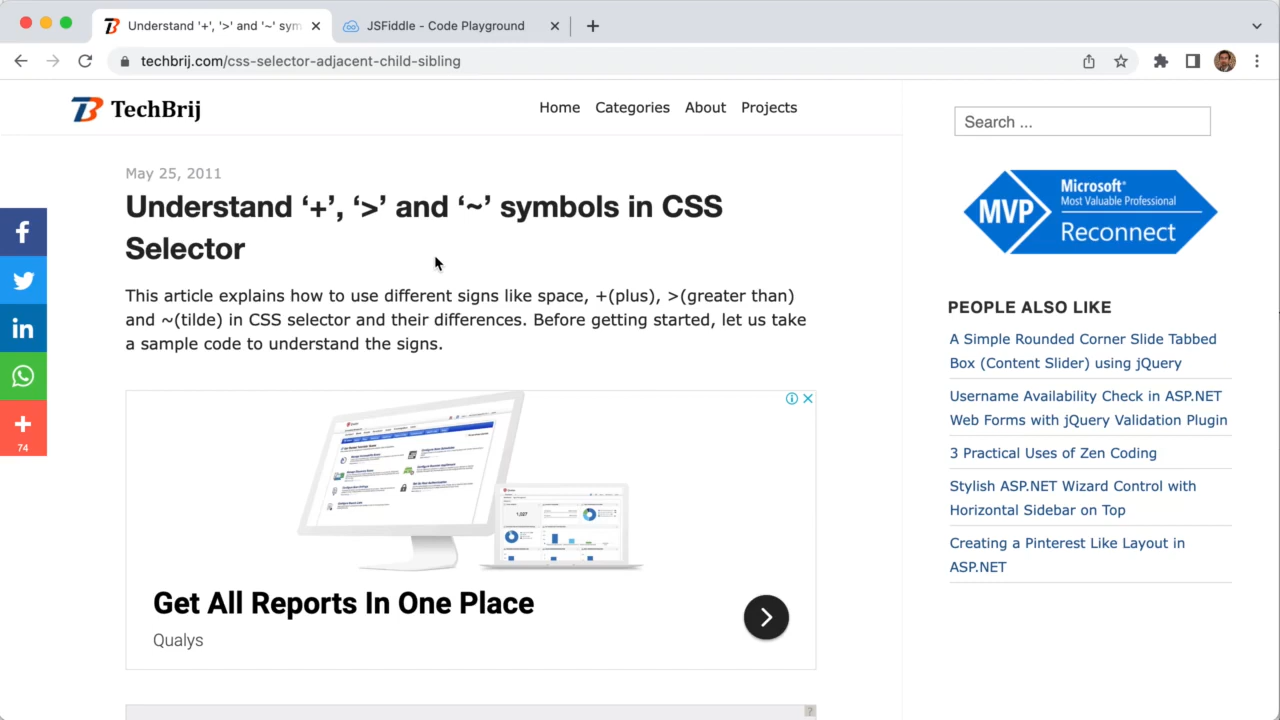 Understand '+', '>' and '~' sym
JSFiddle - Code Playground
techbrij.com/css-selector-adjacent-child-sibling
TechBrij
Home
Categories
About
Projects
Search ...
May 25, 2011
Understand ‘+’, ‘>’ and ‘~’ symbols in CSS
Selector
This article explains how to use different signs like space, +(plus), >(greater than)
and ~(tilde) in CSS selector and their differences. Before getting started, let us take
a sample code to understand the signs.
74
Get All Reports In One Place
Qualys
Microsoft®
MVP
Most Valuable Professional
Reconnect
PEOPLE ALSO LIKE
A Simple Rounded Corner Slide Tabbed
Box (Content Slider) using jQuery
Username Availability Check in ASP.NET
Web Forms with jQuery Validation Plugin
3 Practical Uses of Zen Coding
Stylish ASP.NET Wizard Control with
Horizontal Sidebar on Top
Creating a Pinterest Like Layout in
ASP.NET